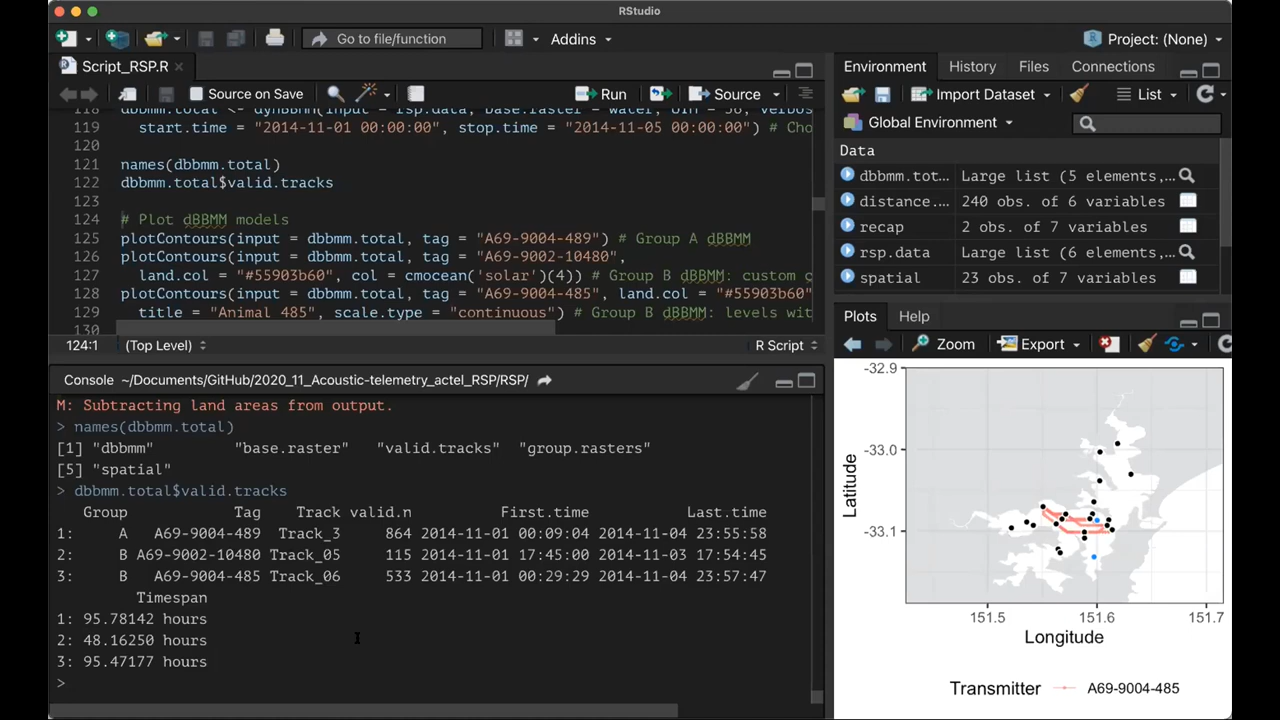 RStudio
Go to file/function
Addins
Project: (None)
Script_RSP.R
Source on Save
Run
Source
118 dbbmm.total <- dynBBMM(input = rsp.data, base.raster = water, UTM = 56, verbos
119 start.time = "2014-11-01 00:00:00", stop.time = "2014-11-05 00:00:00") # Cho
120
121 names(dbbmm.total)
122 dbbmm.total$valid.tracks
123
124 # Plot dBBMM models
125 plotContours(input = dbbmm.total, tag = "A69-9004-489") # Group A dBBMM
126 plotContours(input = dbbmm.total, tag = "A69-9002-10480",
127 land.col = "#55903b60", col = cmocean('solar')(4)) # Group B dBBMM: custom c
128 plotContours(input = dbbmm.total, tag = "A69-9004-485", land.col = "#55903b60"
129 title = "Animal 485", scale.type = "continuous") # Group B dBBMM: levels wit
130
124:1
(Top Level)
R Script
Console ~/Documents/GitHub/2020_11_Acoustic-telemetry_actel_RSP/RSP/
M: Subtracting land areas from output.
> names(dbbmm.total)
[1] "dbbmm" "base.raster" "valid.tracks" "group.rasters"
[5] "spatial"
> dbbmm.total$valid.tracks
Group Tag Track valid.n First.time Last.time
1: A A69-9004-489 Track_3 864 2014-11-01 00:09:04 2014-11-04 23:55:58
2: B A69-9002-10480 Track_05 115 2014-11-01 17:45:00 2014-11-03 17:54:45
3: B A69-9004-485 Track_06 533 2014-11-01 00:29:29 2014-11-04 23:57:47
Timespan
1: 95.78142 hours
2: 48.16250 hours
3: 95.47177 hours
>
Environment
History
Files
Connections
Import Dataset
List
Global Environment
Data
dbbmm.tot… Large list (5 elements,…
distance.… 240 obs. of 6 variables
recap 2 obs. of 7 variables
rsp.data Large list (6 elements,…
spatial 23 obs. of 7 variables
Plots
Help
Zoom
Export
-32.9
-33.0
-33.1
Latitude
151.5
151.6
151.7
Longitude
Transmitter
A69-9004-485